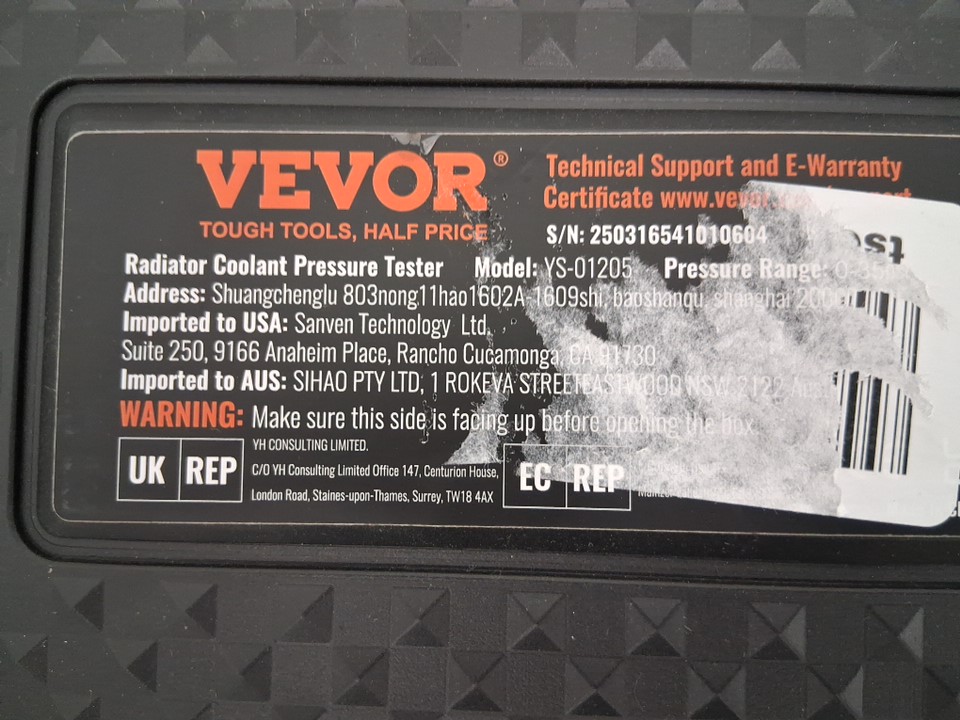 VEVOR®
TOUGH TOOLS, HALF PRICE
Technical Support and E-Warranty
Certificate
S/N: 250316541010604
Radiator Coolant Pressure Tester Model: YS-01205 Pressure Range:
Address: Shuangchenglu 803nong11hao1602A-1609shi, baoshanqu, shanghai
Imported to USA: Sanven Technology Ltd.
Suite 250, 9166 Anaheim Place, Rancho Cucamonga, CA 91730
Imported to AUS: SIHAO PTY LTD, 1 ROKEVA STREETEASTWOOD NSW 2122
WARNING: Make sure this side is facing up before opening the box
UK REP
YH CONSULTING LIMITED.
C/O YH Consulting Limited Office 147, Centurion House,
London Road, Staines-upon-Thames, Surrey, TW18 4AX
EC REP